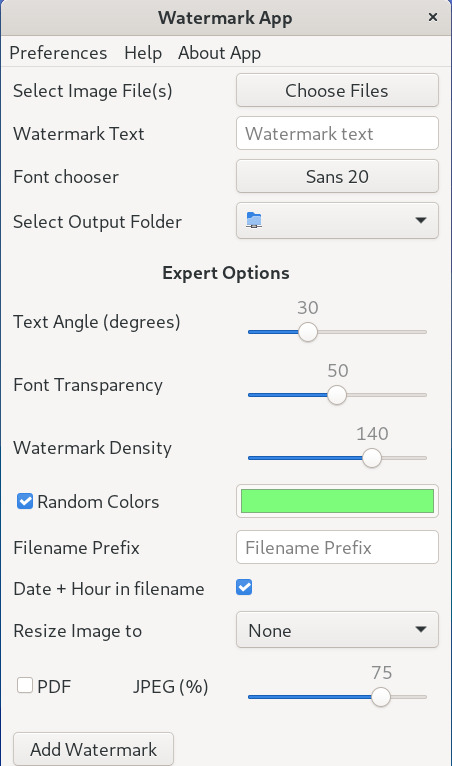 Watermark App ×
Preferences Help About App
Select Image File(s) Choose Files
Watermark Text Watermark text
Font chooser Sans 20
Select Output Folder
Expert Options
30
Text Angle (degrees)
50
Font Transparency
140
Watermark Density
Random Colors
Filename Prefix Filename Prefix
Date + Hour in filename
Resize Image to None
75
PDF JPEG (%)
Add Watermark